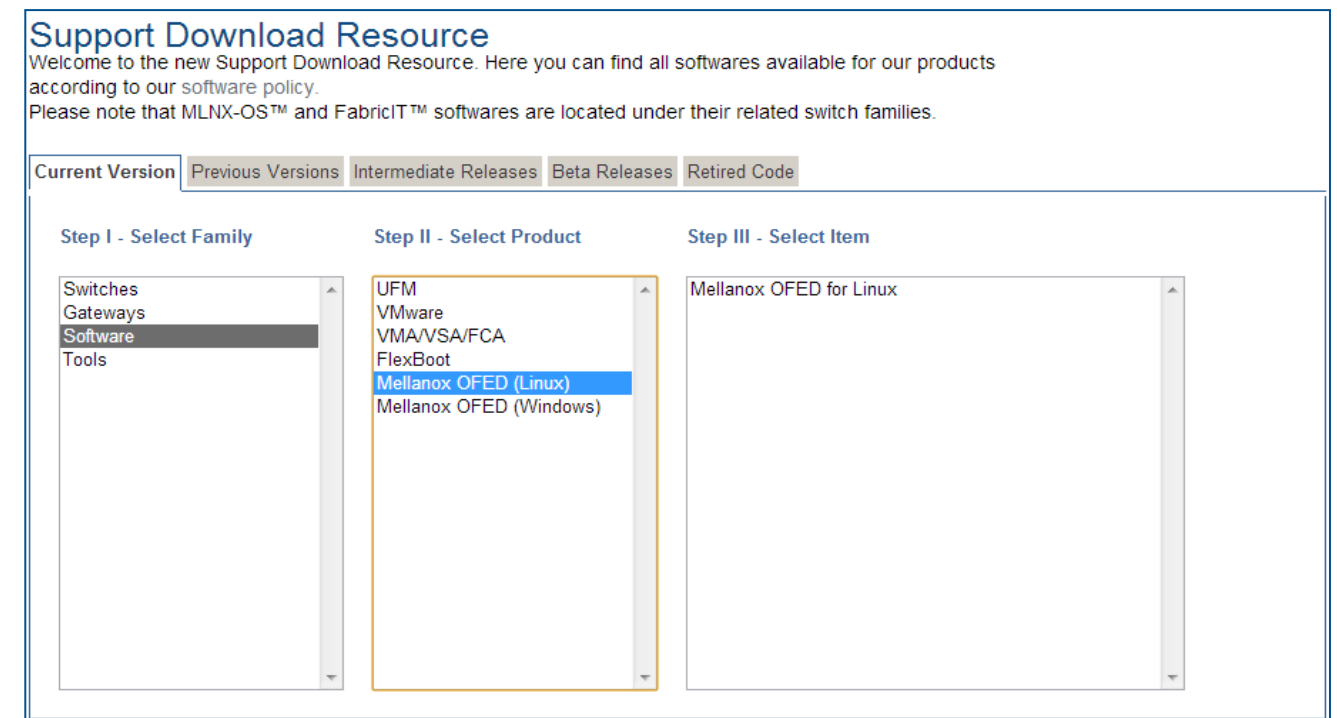 Support Download Resource
Welcome to the new Support Download Resource. Here you can find all softwares available for our products
according to our software policy.
Please note that MLNX-OS™ and FabricIT™ softwares are located under their related switch families.
Current Version Previous Versions Intermediate Releases Beta Releases Retired Code
Step I - Select Family
Switches
Gateways
Software
Tools
Step II - Select Product
UFM
VMware
VMA/VSA/FCA
FlexBoot
Mellanox OFED (Linux)
Mellanox OFED (Windows)
Step III - Select Item
Mellanox OFED for Linux